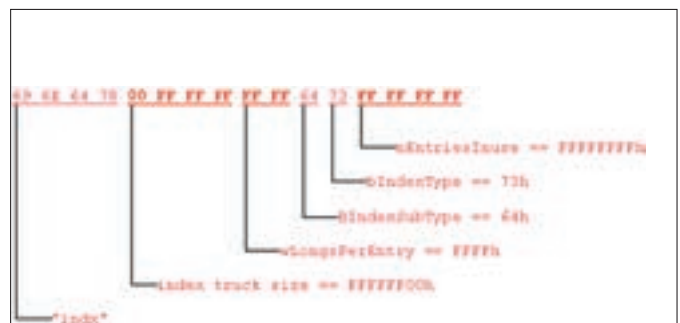 69 6E 64 78 00 FF FF FF FF FF 64 73 FF FF FF FF
nEntriesInuse == FFFFFFFFh
bIndexType == 73h
BIndexSubType == 64h
wLongsPerEntry == FFFFh
index truck size == FFFFFF00h
"indx"